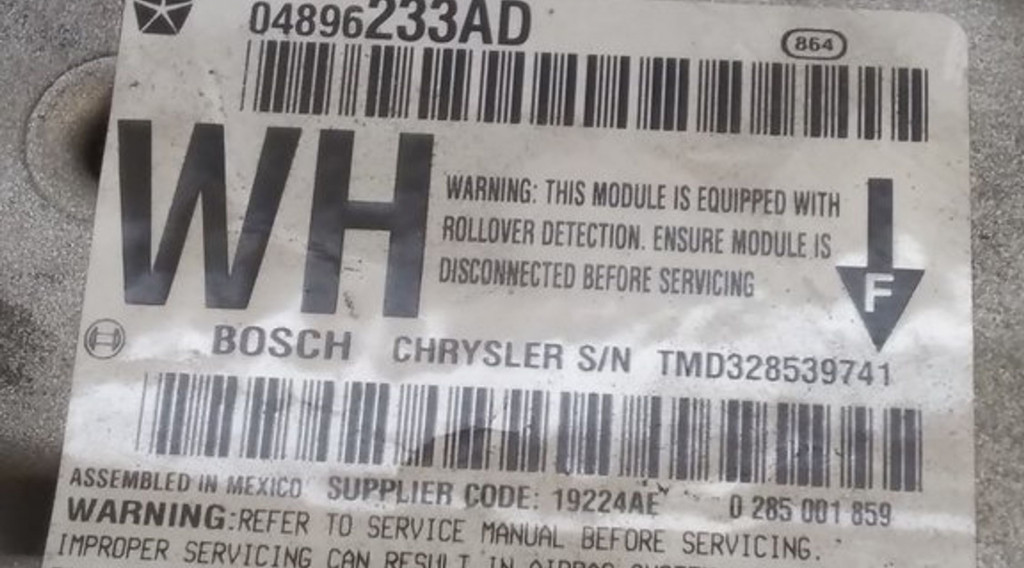 04896233AD
864
WH
WARNING: THIS MODULE IS EQUIPPED WITH
ROLLOVER DETECTION. ENSURE MODULE IS
DISCONNECTED BEFORE SERVICING
F
BOSCH CHRYSLER S/N TMD328539741
ASSEMBLED IN MEXICO SUPPLIER CODE: 19224AE 0 285 001 859
WARNING:REFER TO SERVICE MANUAL BEFORE SERVICING.
IMPROPER SERVICING CAN RESULT IN AIRBAG